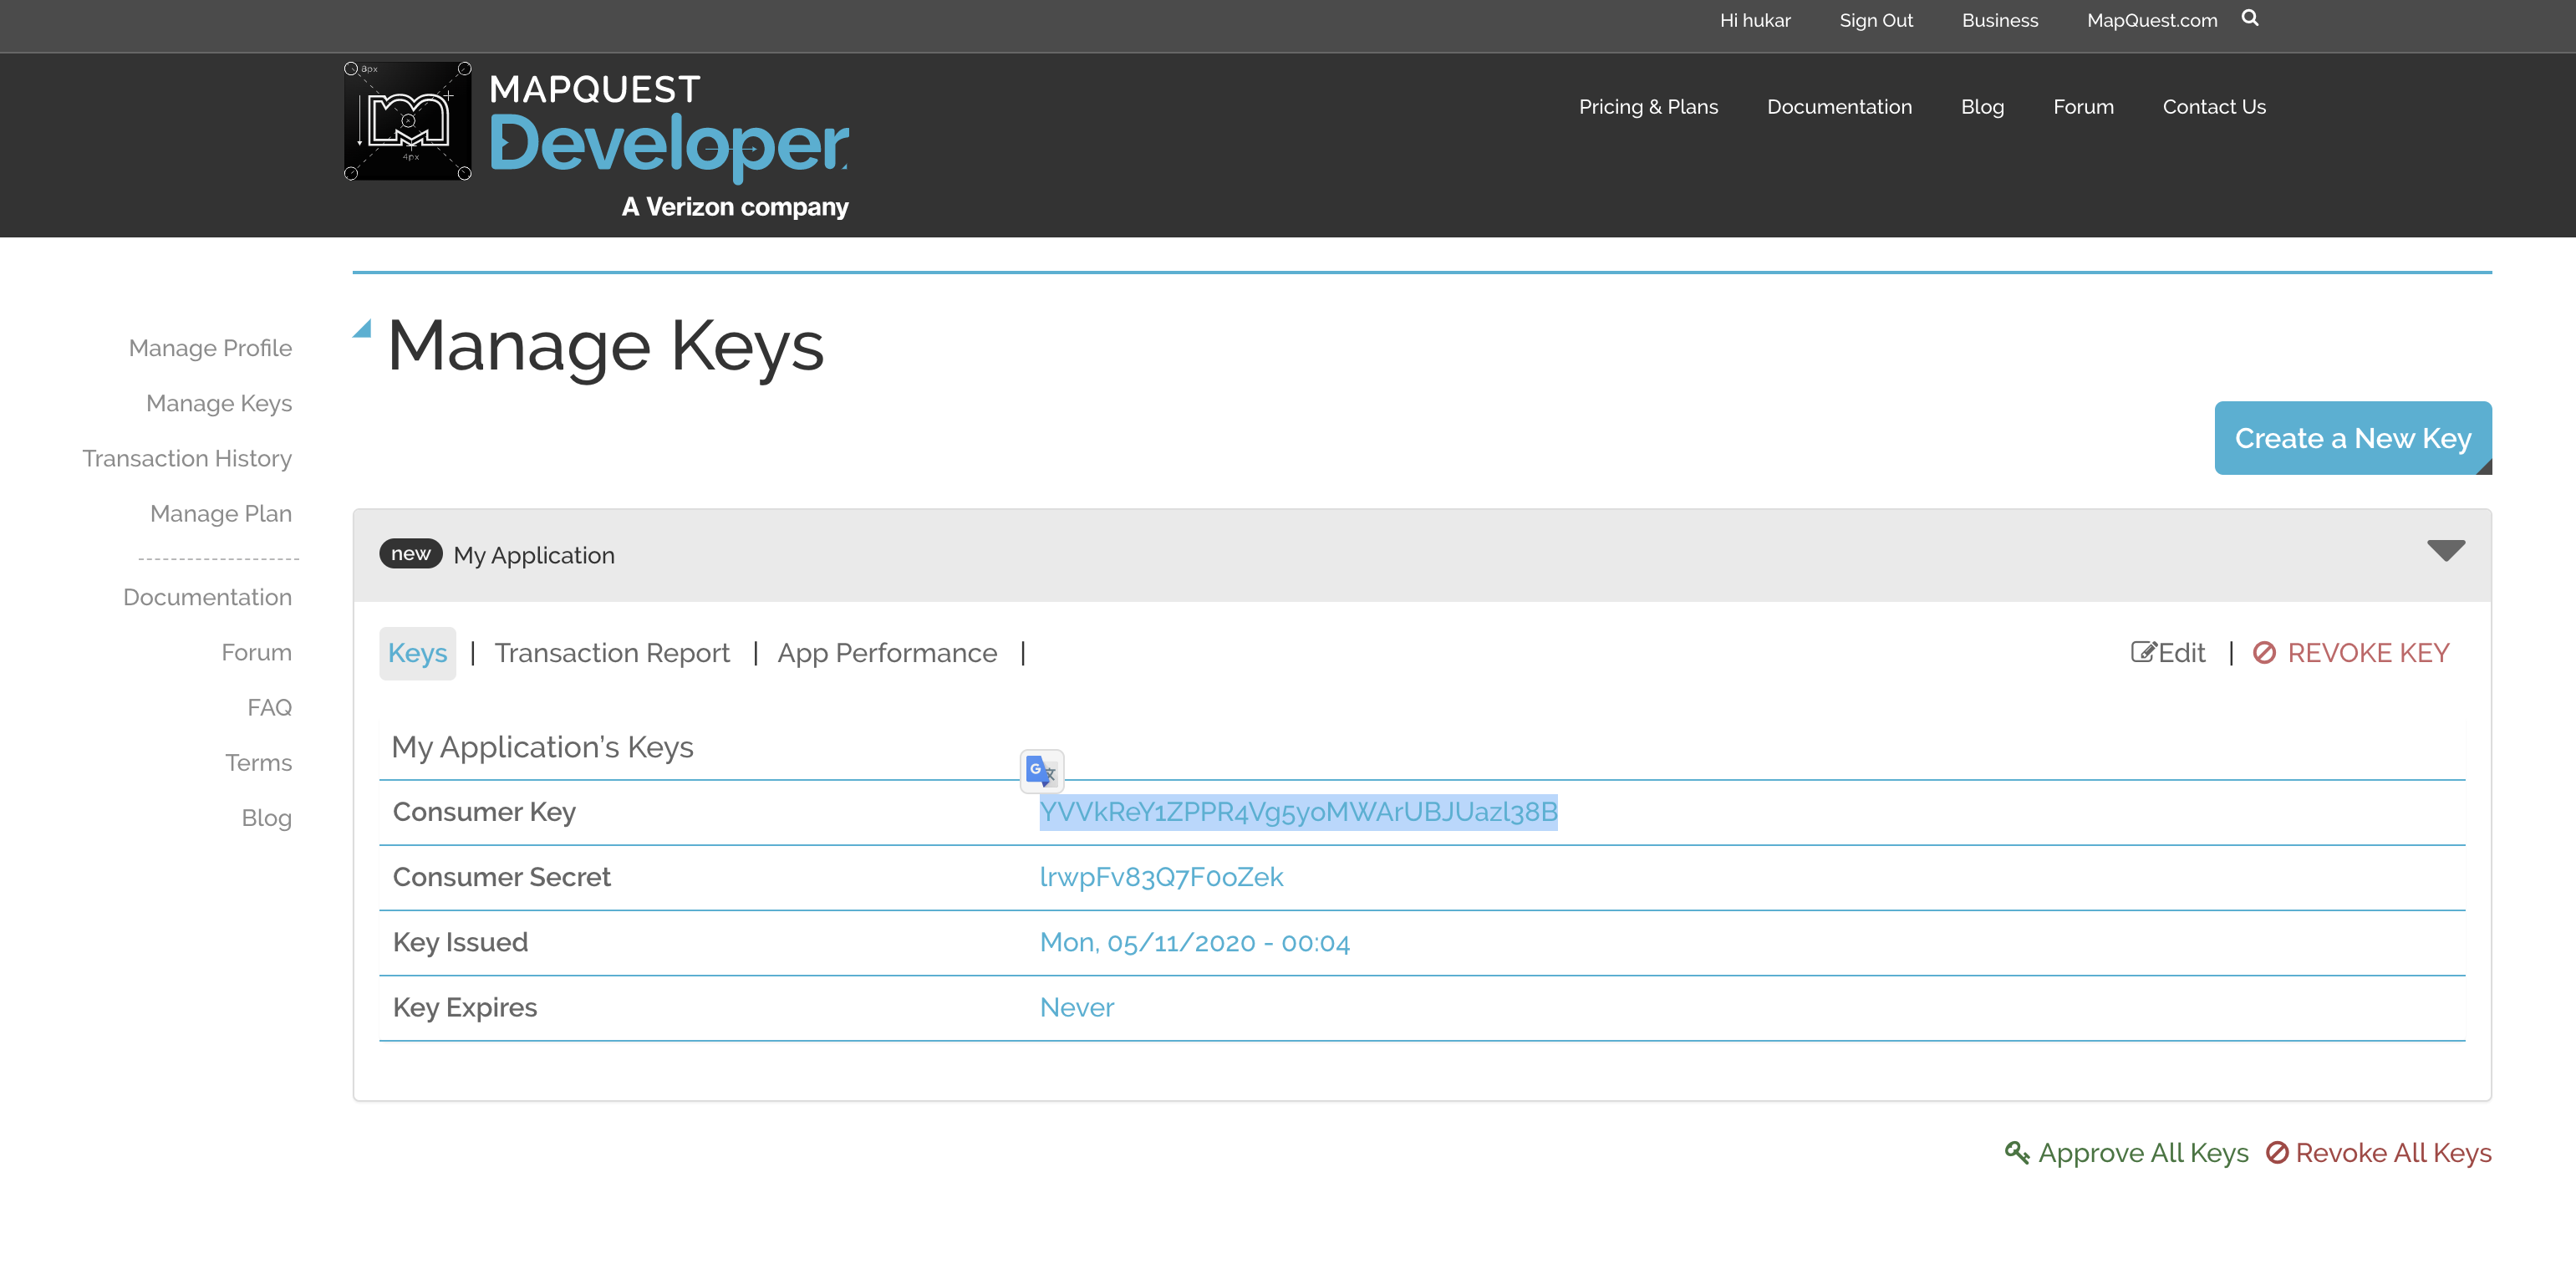 Hi hukar Sign Out Business MapQuest.com
8px
4px
MAPQUEST
Developer
A Verizon company
Pricing & Plans Documentation Blog Forum Contact Us
Manage Profile
Manage Keys
Transaction History
Manage Plan
--------------------
Documentation
Forum
FAQ
Terms
Blog
Manage Keys
Create a New Key
new My Application
Keys | Transaction Report | App Performance |
Edit | REVOKE KEY
My Application's Keys
Consumer Key YVVkReY1ZPPR4Vg5yoMWArUBJUazl38B
Consumer Secret lrwpFv83Q7F0oZek
Key Issued Mon, 05/11/2020 - 00:04
Key Expires Never
Approve All Keys Revoke All Keys